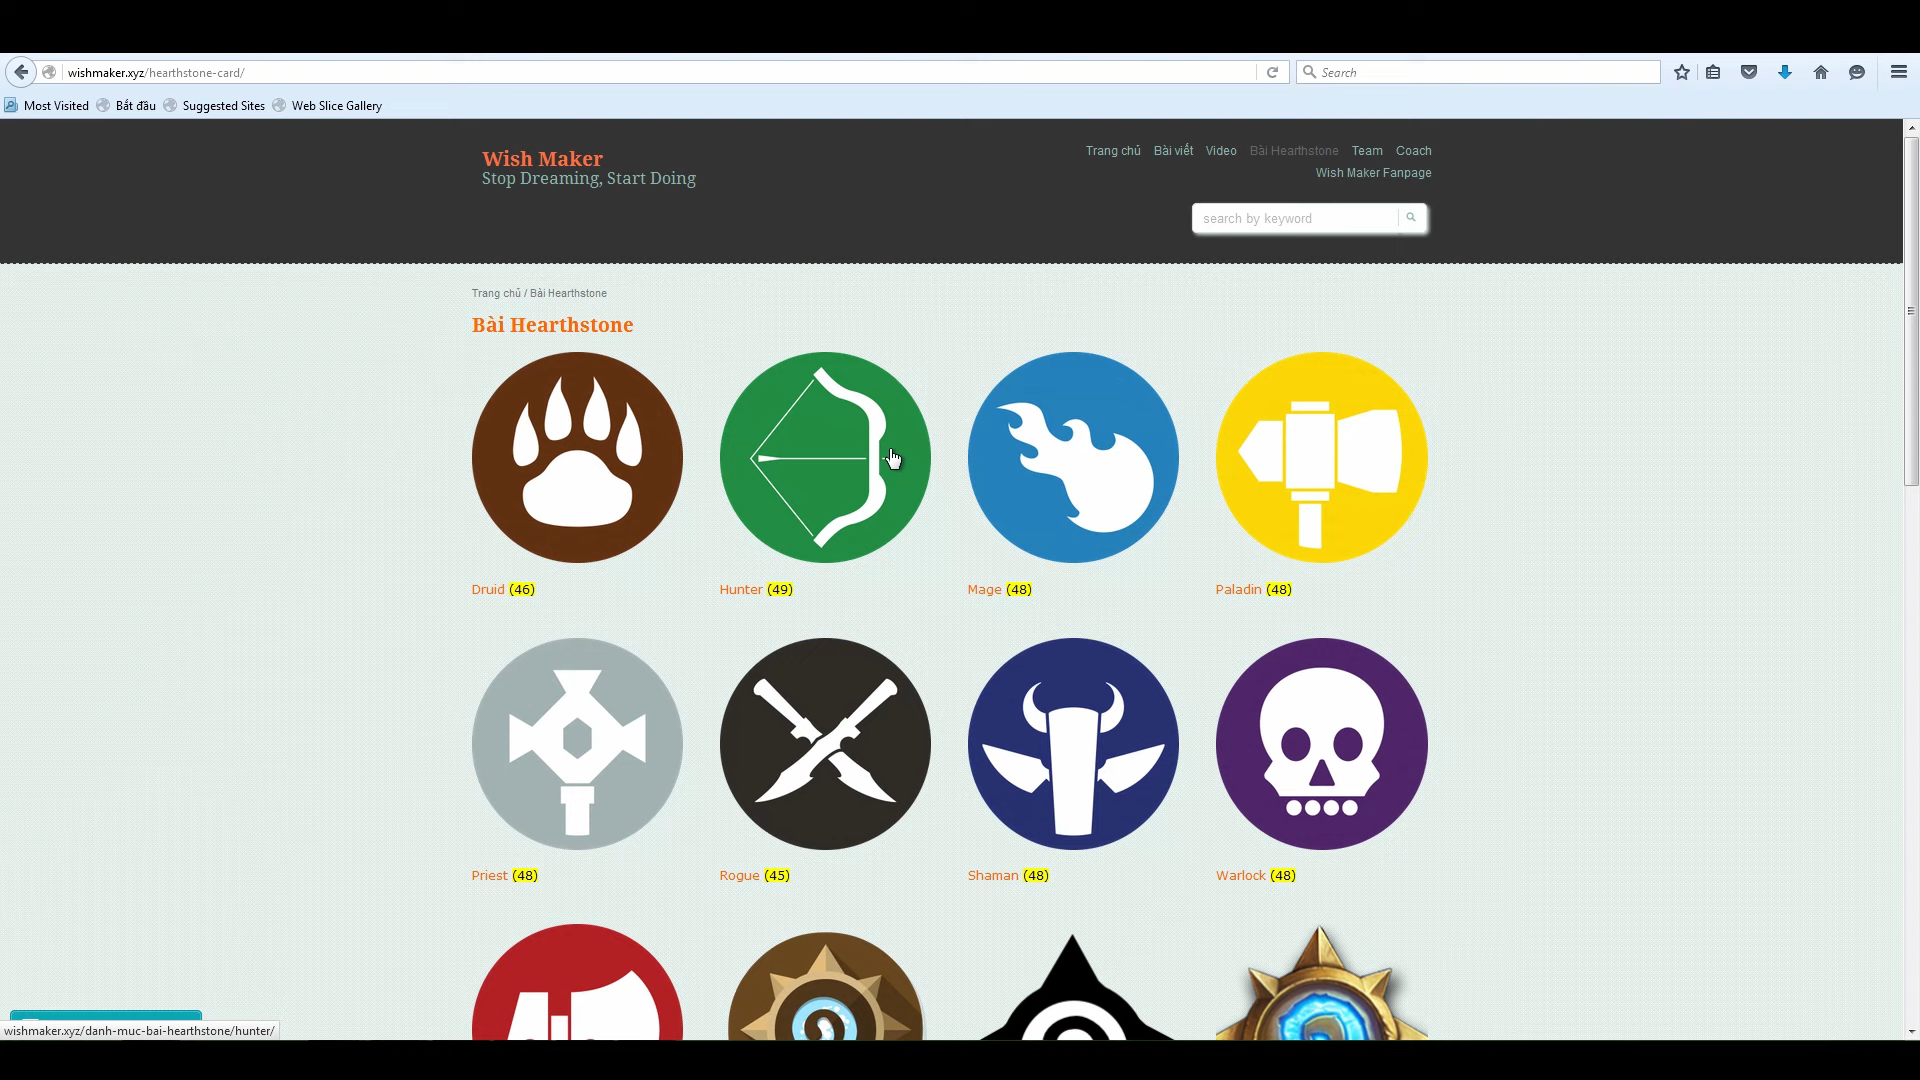 wishmaker.xyz/hearthstone-card/
Search
Most Visited
Bắt đầu
Suggested Sites
Web Slice Gallery
Wish Maker
Stop Dreaming, Start Doing
Trang chủ Bài viết Video Bài Hearthstone Team Coach
Wish Maker Fanpage
search by keyword
Trang chủ / Bài Hearthstone
Bài Hearthstone
Druid (46)
Hunter (49)
Mage (48)
Paladin (48)
Priest (48)
Rogue (45)
Shaman (48)
Warlock (48)
wishmaker.xyz/danh-muc-bai-hearthstone/hunter/